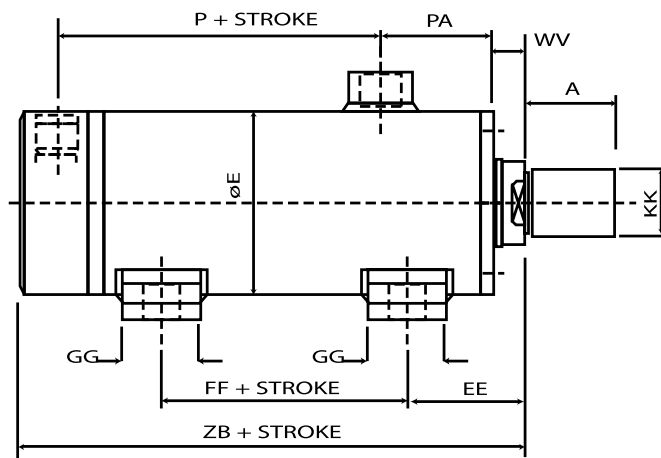 P + STROKE
PA
WV
A
øE
KK
GG
GG
FF + STROKE
EE
ZB + STROKE